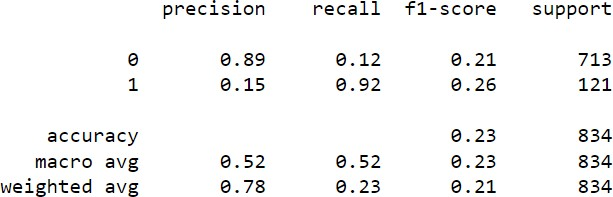 precision recall f1-score support
0 0.89 0.12 0.21 713
1 0.15 0.92 0.26 121
accuracy 0.23 834
macro avg 0.52 0.52 0.23 834
weighted avg 0.78 0.23 0.21 834